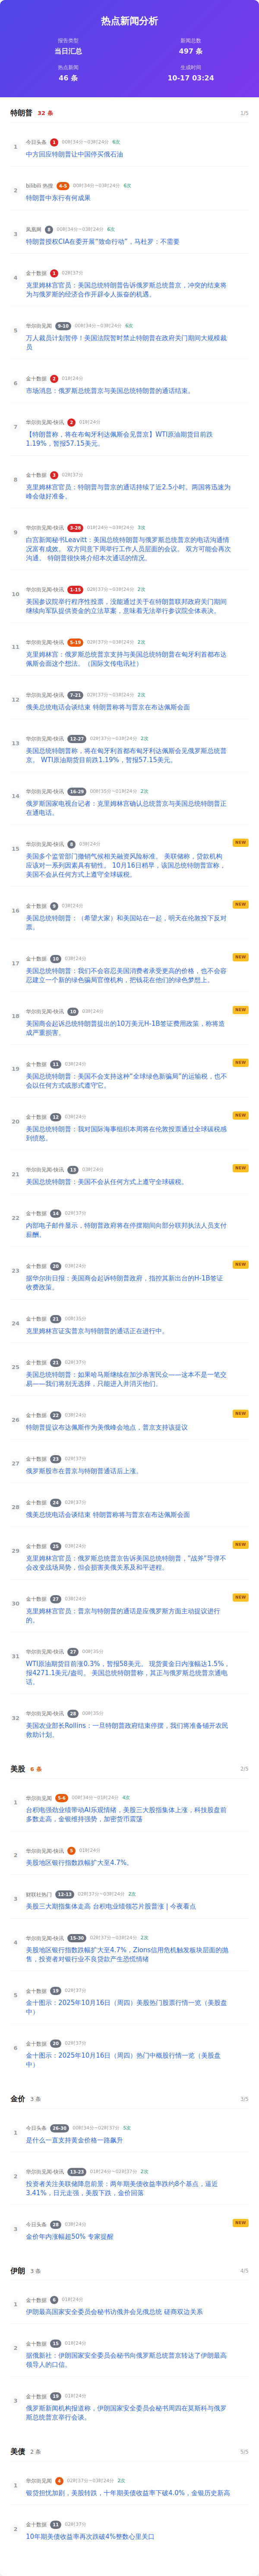 热点新闻分析
报告类型
当日汇总
新闻总数
497 条
热点新闻
46 条
生成时间
10-17 03:24
特朗普 32 条 1/5
1 今日头条 1 00时34分~03时24分 6次
中方回应特朗普让中国停买俄石油
2 bilibili 热搜 4-5 00时34分~03时24分 6次
特朗普中东行有何成果
3 凤凰网 8 00时34分~03时24分 6次
特朗普授权CIA在委开展“致命行动”，马杜罗：不需要
4 金十数据 1 02时37分
克里姆林宫官员：美国总统特朗普告诉俄罗斯总统普京，冲突的结束将
为与俄罗斯的经济合作开辟令人振奋的机遇。
5 华尔街见闻 9-10 00时34分~03时24分 6次
万人裁员计划暂停！美国法院暂时禁止特朗普在政府关门期间大规模裁
员
6 金十数据 2 01时24分
市场消息：俄罗斯总统普京与美国总统特朗普的通话结束。
7 华尔街见闻-快讯 2 01时24分
【特朗普称，将在布匈牙利达佩斯会见普京】WTI原油期货目前跌
1.19%，暂报57.15美元。
8 金十数据 3 02时37分
克里姆林宫官员：特朗普与普京的通话持续了近2.5小时。两国将迅速为
峰会做好准备。
9 华尔街见闻-快讯 3-28 01时24分~03时24分 3次
白宫新闻秘书Leavitt：美国总统特朗普与俄罗斯总统普京的电话沟通情
况富有成效。 双方同意下周举行工作人员层面的会议。 双方可能会再次
沟通。 特朗普很快将介绍本次通话的情况。
10 华尔街见闻-快讯 1-15 02时37分~03时24分 2次
美国参议院举行程序性投票，没能通过关于在特朗普联邦政府关门期间
继续向军队提供资金的立法草案，意味着无法举行参议院全体表决。
11 华尔街见闻-快讯 5-19 02时37分~03时24分 2次
克里姆林宫：俄罗斯总统普京支持与美国总统特朗普在匈牙利首都布达
佩斯会面这个想法。（国际文传电讯社）
12 华尔街见闻-快讯 7-21 02时37分~03时24分 2次
俄美总统电话会谈结束 特朗普称将与普京在布达佩斯会面
13 华尔街见闻-快讯 12-27 02时37分~03时24分 2次
美国总统特朗普称，将在匈牙利首都布匈牙利达佩斯会见俄罗斯总统普
京。 WTI原油期货目前跌1.19%，暂报57.15美元。
14 华尔街见闻-快讯 16-29 00时35分~01时24分 2次
俄罗斯国家电视台记者：克里姆林宫确认总统普京与美国总统特朗普正
在通电话。
15 华尔街见闻-快讯 8 03时24分 NEW
美国多个监管部门撤销气候相关融资风险标准。 美联储称，贷款机构
应该对一系列因素具有韧性。 10月16日稍早，该国总统特朗普宣称，
美国不会从任何方式上遵守全球碳税。
16 金十数据 9 03时24分 NEW
美国总统特朗普：（希望大家）和美国站在一起，明天在伦敦投下反对
票。
17 金十数据 10 03时24分 NEW
美国总统特朗普：我们不会容忍美国消费者承受更高的价格，也不会容
忍建立一个新的绿色骗局官僚机构，把钱花在他们的绿色梦想上。
18 华尔街见闻-快讯 10 03时24分 NEW
美国商会起诉总统特朗普提出的10万美元H-1B签证费用政策，称将造
成严重损害。
19 金十数据 11 03时24分 NEW
美国总统特朗普：美国不会支持这种“全球绿色新骗局”的运输税，也不
会以任何方式或形式遵守它。
20 金十数据 12 03时24分 NEW
美国总统特朗普：我对国际海事组织本周将在伦敦投票通过全球碳税感
到愤怒。
21 华尔街见闻-快讯 13 03时24分 NEW
美国总统特朗普：美国不会从任何方式上遵守全球碳税。
22 金十数据 14 02时37分
内部电子邮件显示，特朗普政府将在停摆期间向部分联邦执法人员支付
薪酬。
23 金十数据 20 03时24分 NEW
据华尔街日报：美国商会起诉特朗普政府，指控其新出台的H-1B签证
收费政策。
24 金十数据 21 00时35分
克里姆林宫证实普京与特朗普的通话正在进行中。
25 金十数据 21 02时37分
美国总统特朗普：如果哈马斯继续在加沙杀害民众——这本不是一笔交
易——我们将别无选择，只能进入并消灭他们。
26 金十数据 22 03时24分 NEW
特朗普提议布达佩斯作为美俄峰会地点，普京支持该提议
27 金十数据 23 02时37分
俄罗斯股市在普京与特朗普通话后上涨。
28 金十数据 24 02时37分
俄美总统电话会谈结束 特朗普称将与普京在布达佩斯会面
29 金十数据 25 03时24分 NEW
克里姆林宫官员：俄罗斯总统普京告诉美国总统特朗普，“战斧”导弹不
会改变战场局势，但会损害美俄关系及和平进程。
30 金十数据 27 03时24分 NEW
克里姆林宫官员：普京与特朗普的通话是应俄罗斯方面主动提议进行
的。
31 华尔街见闻-快讯 27 00时35分
WTI原油期货目前涨0.3%，暂报58美元。 现货黄金日内涨幅达1.5%，
报4271.1美元/盎司。 美国总统特朗普称，其正与俄罗斯总统普京通电
话。
32 华尔街见闻-快讯 28 00时35分
美国农业部长Rollins：一旦特朗普政府结束停摆，我们将准备铺开农民
救助计划。
美股 6 条 2/5
1 华尔街见闻 5-6 00时34分~01时24分 4次
台积电强劲业绩带动AI乐观情绪，美股三大股指集体上涨，科技股盘前
多数走高，金银维持强势，加密货币震荡
2 华尔街见闻-快讯 5 01时24分
美股地区银行指数跌幅扩大至4.7%。
3 财联社热门 12-13 02时37分~03时24分 2次
美股三大期指集体走高 台积电业绩领芯片股普涨 | 今夜看点
4 华尔街见闻-快讯 15-30 02时37分~03时24分 2次
美股地区银行指数跌幅扩大至4.7%，Zions信用危机触发板块层面的抛
售，投资者对银行业不良贷款产生恐慌情绪
5 金十数据 19 02时37分
金十图示：2025年10月16日（周四）美股热门股票行情一览（美股盘
中）
6 金十数据 20 02时37分
金十图示：2025年10月16日（周四）热门中概股行情一览（美股盘
中）
金价 3 条 3/5
1 今日头条 26-30 00时34分~02时37分 5次
是什么一直支持黄金价格一路飙升
2 华尔街见闻-快讯 13-23 01时24分~02时37分 2次
投资者关注美联储降息前景：两年期美债收益率跌约8个基点，逼近
3.41%，日元走强，美股下跌，金价回落
3 今日头条 28 03时24分 NEW
金价年内涨幅超50% 专家提醒
伊朗 3 条 4/5
1 金十数据 6 01时24分
伊朗最高国家安全委员会秘书访俄并会见俄总统 磋商双边关系
2 金十数据 15 01时24分
据俄新社：伊朗国家安全委员会秘书向俄罗斯总统普京转达了伊朗最高
领导人的口信。
3 金十数据 19 01时24分
俄罗斯新闻机构报道称，伊朗国家安全委员会秘书周四在莫斯科与俄罗
斯总统普京举行会谈。
美债 2 条 5/5
1 华尔街见闻 4 02时37分~03时24分 2次
银贷担忧加剧，美股转跌，十年期美债收益率下破4.0%，金银历史新高
2 金十数据 11 02时37分
10年期美债收益率再次跌破4%整数心里关口